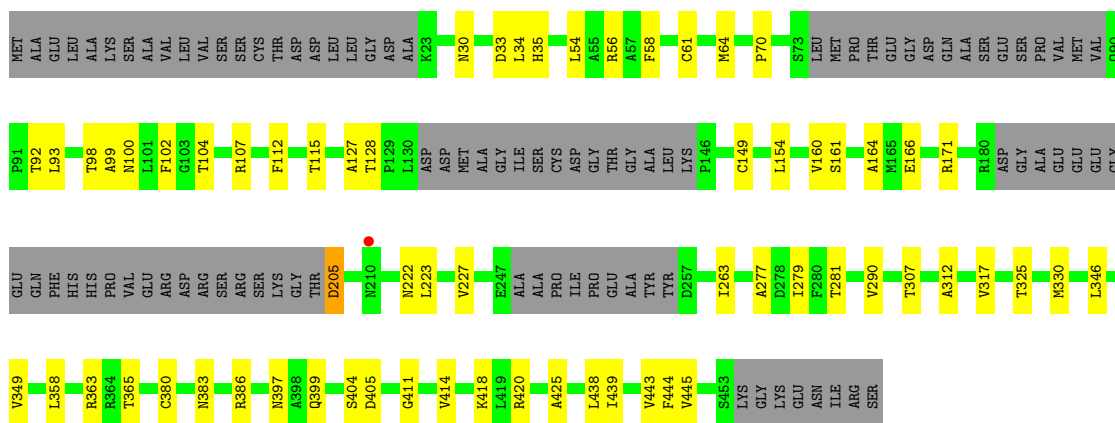 MET ALA GLU LEU ALA LYS SER ALA VAL LEU VAL SER SER CYS THR ASP ASP LEU LEU GLY ASP ALA K23 N30 D33 L34 H35 L54 A55 R56 A57 F58 C61 M64 P70 S73 LEU MET PRO THR GLU GLY ASP GLN ALA SER GLU SER PRO VAL MET VAL D90
P91 T92 L93 T98 A99 N100 L101 F102 G103 T104 R107 F112 T115 A127 T128 P129 L130 ASP ASP MET ALA GLY ILE SER CYS ASP GLY THR GLY ALA LEU LYS P146 C149 L154 V160 S161 A164 M165 E166 R171 R180 ASP GLY ALA GLU GLU GLU GLY
GLU GLN PHE HIS HIS PRO VAL GLU ARG ASP ARG SER ARG SER LYS GLY THR D205 N210 N222 L223 V227 E247 ALA ALA PRO ILE PRO GLU ALA TYR TYR D257 I263 A277 D278 I279 F280 T281 V290 T307 A312 V317 T325 M330 L346
V349 L358 R363 R364 T365 C380 N383 R386 N397 A398 Q399 S404 D405 G411 V414 K418 L419 R420 A425 L438 I439 V443 F444 V445 S453 LYS GLY LYS GLU ASN ILE ARG SER